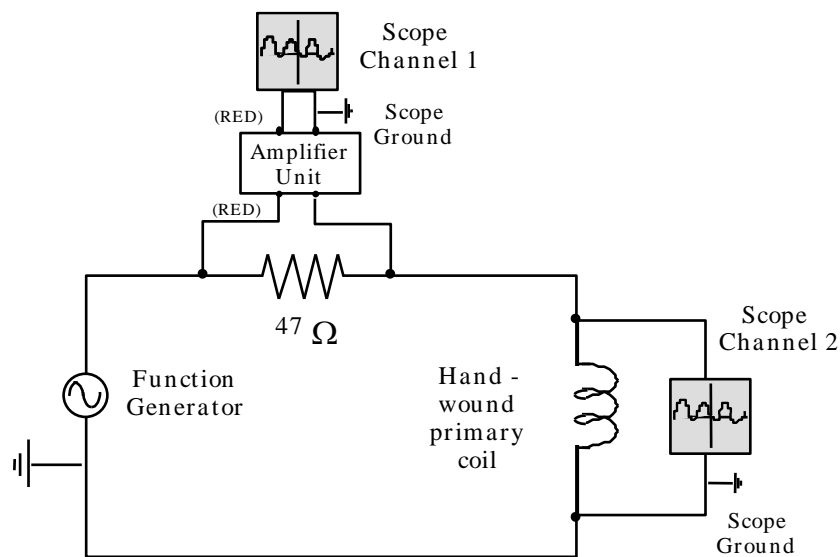 Scope
Channel 1
(RED)
Scope
Ground
Amplifier
Unit
(RED)
47 Ω
Function
Generator
Hand -
wound
primary
coil
Scope
Channel 2
Scope
Ground